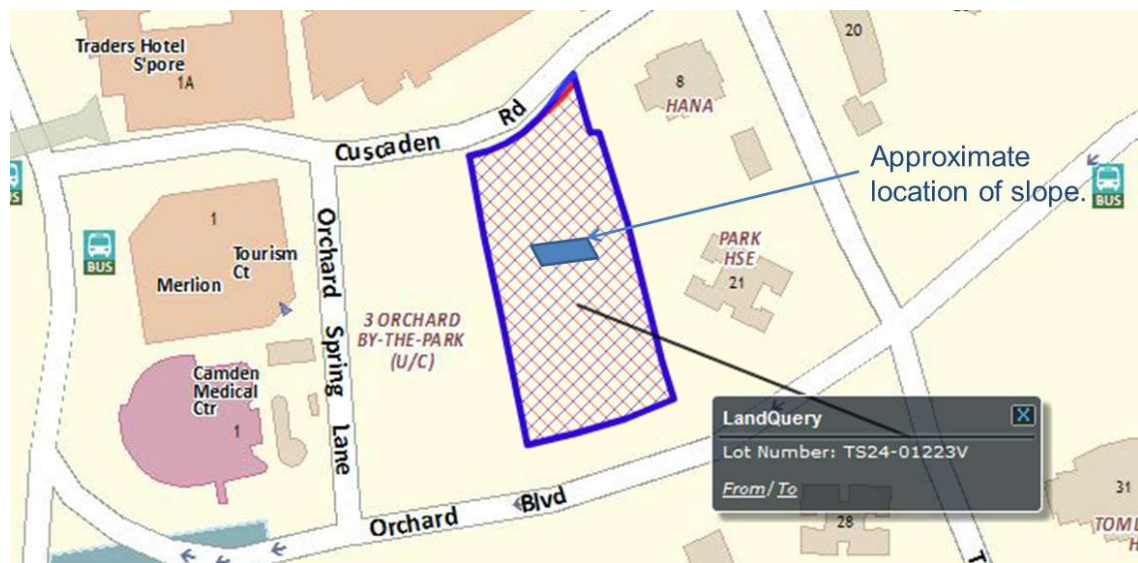 Traders Hotel
S'pore
1A
20
8
HANA
Cuscaden
Rd
Approximate
location of slope.
BUS
BUS
1
Tourism
Ct
Merlion
Orchard Spring Lane
PARK
HSE
21
3 ORCHARD
BY-THE-PARK
(U/C)
Camden
Medical
Ctr
1
LandQuery
X
Lot Number: TS24-01223V
From / To
Orchard
Blvd
28
31